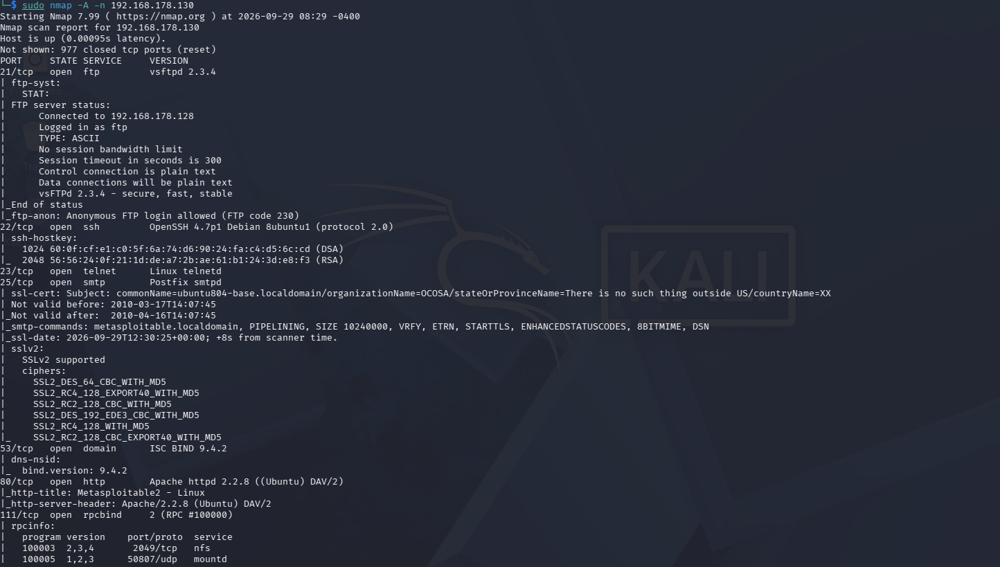 └─$ sudo nmap -A -n 192.168.178.130
Starting Nmap 7.99 ( https://nmap.org ) at 2026-09-29 08:29 -0400
Nmap scan report for 192.168.178.130
Host is up (0.00095s latency).
Not shown: 977 closed tcp ports (reset)
PORT     STATE SERVICE     VERSION
21/tcp   open  ftp         vsftpd 2.3.4
| ftp-syst:
|   STAT:
| FTP server status:
|      Connected to 192.168.178.128
|      Logged in as ftp
|      TYPE: ASCII
|      No session bandwidth limit
|      Session timeout in seconds is 300
|      Control connection is plain text
|      Data connections will be plain text
|      vsFTPd 2.3.4 - secure, fast, stable
|_End of status
|_ftp-anon: Anonymous FTP login allowed (FTP code 230)
22/tcp   open  ssh         OpenSSH 4.7p1 Debian 8ubuntu1 (protocol 2.0)
| ssh-hostkey:
|   1024 60:0f:cf:e1:c0:5f:6a:74:d6:90:24:fa:c4:d5:6c:cd (DSA)
|_  2048 56:56:24:0f:21:1d:de:a7:2b:ae:61:b1:24:3d:e8:f3 (RSA)
23/tcp   open  telnet      Linux telnetd
25/tcp   open  smtp        Postfix smtpd
| ssl-cert: Subject: commonName=ubuntu804-base.localdomain/organizationName=OCOSA/stateOrProvinceName=There is no such thing outside US/countryName=XX
| Not valid before: 2010-03-17T14:07:45
|_Not valid after:  2010-04-16T14:07:45
|_smtp-commands: metasploitable.localdomain, PIPELINING, SIZE 10240000, VRFY, ETRN, STARTTLS, ENHANCEDSTATUSCODES, 8BITMIME, DSN
|_ssl-date: 2026-09-29T12:30:25+00:00; +8s from scanner time.
| sslv2:
|   SSLv2 supported
|   ciphers:
|     SSL2_DES_64_CBC_WITH_MD5
|     SSL2_RC4_128_EXPORT40_WITH_MD5
|     SSL2_RC2_128_CBC_WITH_MD5
|     SSL2_DES_192_EDE3_CBC_WITH_MD5
|     SSL2_RC4_128_WITH_MD5
|_    SSL2_RC2_128_CBC_EXPORT40_WITH_MD5
53/tcp   open  domain      ISC BIND 9.4.2
| dns-nsid:
|_  bind.version: 9.4.2
80/tcp   open  http        Apache httpd 2.2.8 ((Ubuntu) DAV/2)
|_http-title: Metasploitable2 - Linux
|_http-server-header: Apache/2.2.8 (Ubuntu) DAV/2
111/tcp  open  rpcbind     2 (RPC #100000)
| rpcinfo:
|   program version    port/proto  service
|   100003  2,3,4       2049/tcp   nfs
|   100005  1,2,3      50807/udp   mountd
KALI